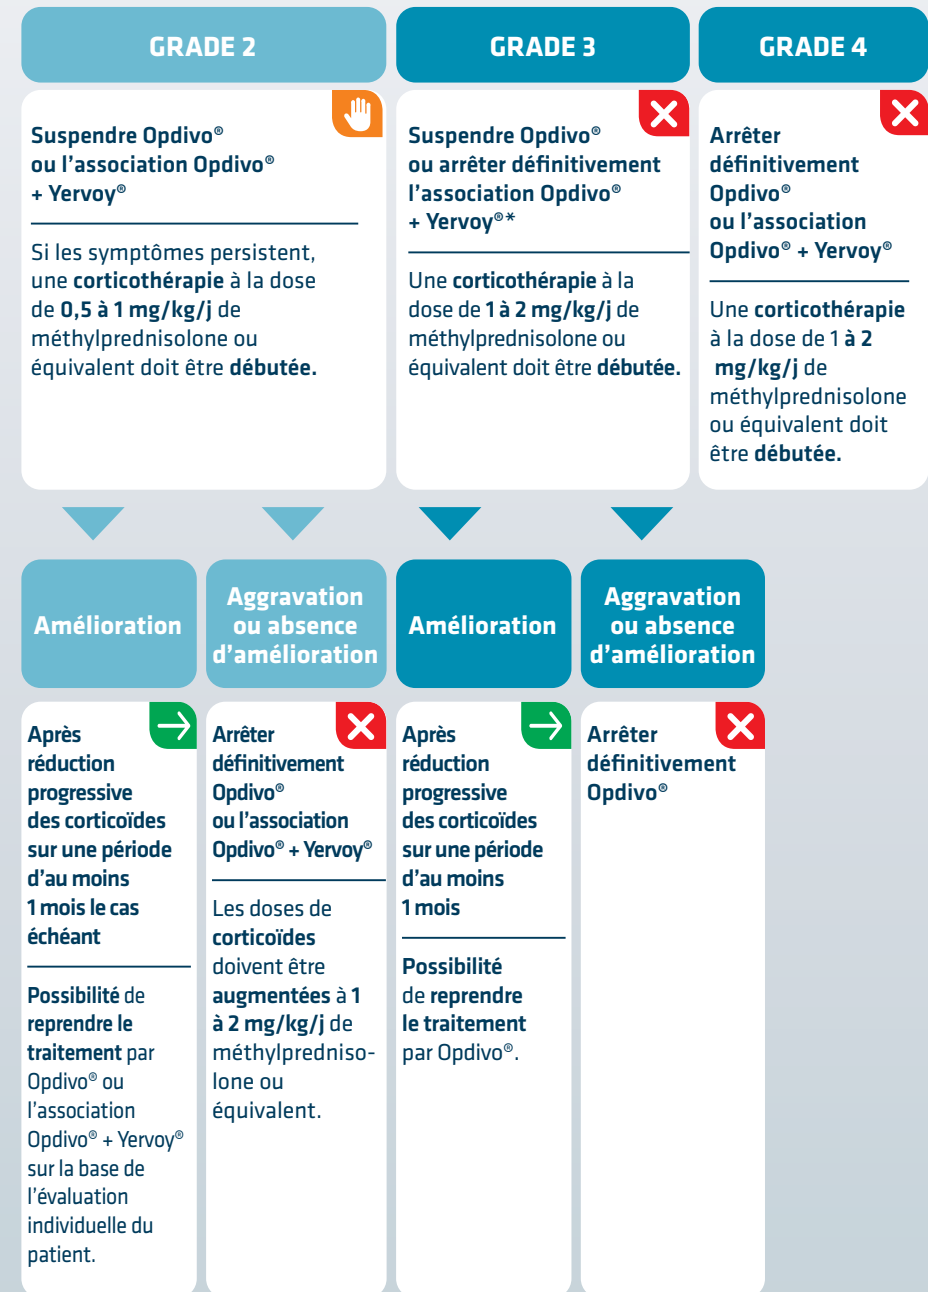 GRADE 2
Suspendre Opdivo®
ou l'association Opdivo®
+ Yervoy®
Si les symptômes persistent,
une corticothérapie à la dose
de 0,5 à 1 mg/kg/j de
méthylprednisolone ou
équivalent doit être débutée.
GRADE 3
Suspendre Opdivo®
ou arrêter définitivement
l'association Opdivo®
+ Yervoy®*
Une corticothérapie à la
dose de 1 à 2 mg/kg/j de
méthylprednisolone ou
équivalent doit être débutée.
GRADE 4
Arrêter
définitivement
Opdivo®
ou l'association
Opdivo® + Yervoy®
Une corticothérapie
à la dose de 1 à 2
mg/kg/j de
méthylprednisolone
ou équivalent doit
être débutée.
Amélioration
Après
réduction
progressive
des corticoïdes
sur une période
d'au moins
1 mois le cas
échéant
Possibilité de
reprendre le
traitement par
Opdivo® ou
l'association
Opdivo® + Yervoy®
sur la base de
l'évaluation
individuelle du
patient.
Aggravation
ou absence
d'amélioration
Arrêter
définitivement
Opdivo®
ou l'association
Opdivo® + Yervoy®
Les doses de
corticoïdes
doivent être
augmentées à 1
à 2 mg/kg/j de
méthylpredniso-
lone ou
équivalent.
Amélioration
Après
réduction
progressive
des corticoïdes
sur une période
d'au moins
1 mois
Possibilité
de reprendre
le traitement
par Opdivo®.
Aggravation
ou absence
d'amélioration
Arrêter
définitivement
Opdivo®